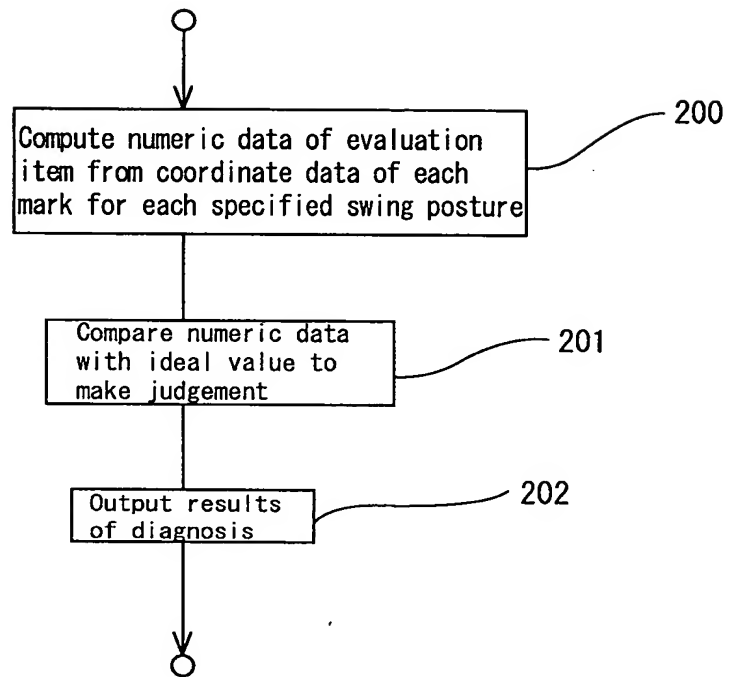 Compute numeric data of evaluation
item from coordinate data of each
mark for each specified swing posture
200
Compare numeric data
with ideal value to
make judgement
201
Output results
of diagnosis
202